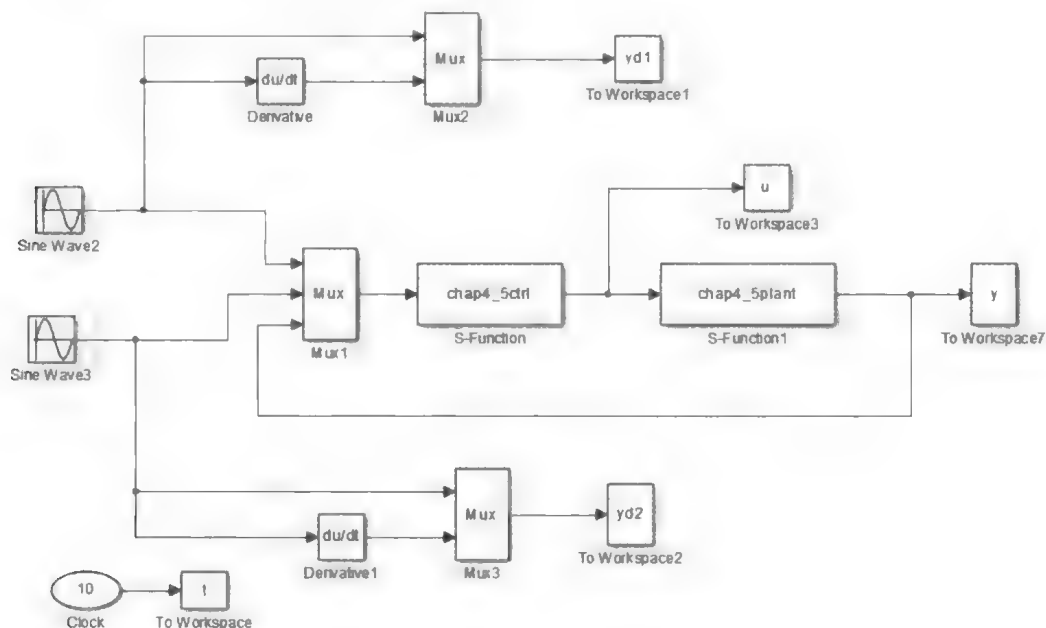 Mux
yd1
du/dt
To Workspace1
Derivative
Mux2
u
To Workspace3
Sine Wave2
Mux
chap4_5ctrl
chap4_5plant
y
S-Function
S-Function1
To Workspace7
Mux1
Sine Wave3
Mux
yd2
du/dt
To Workspace2
Derivative1
Mux3
10
t
Clock
To Workspace